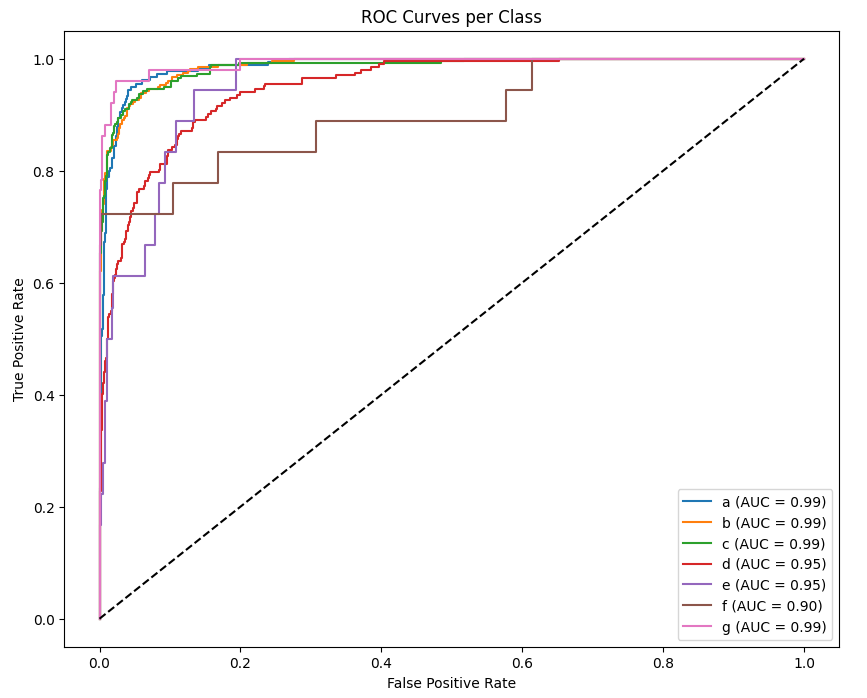 ROC Curves per Class
True Positive Rate
1.0
0.8
0.6
0.4
0.2
0.0
0.0 0.2 0.4 0.6 0.8 1.0
False Positive Rate
a (AUC = 0.99)
b (AUC = 0.99)
c (AUC = 0.99)
d (AUC = 0.95)
e (AUC = 0.95)
f (AUC = 0.90)
g (AUC = 0.99)